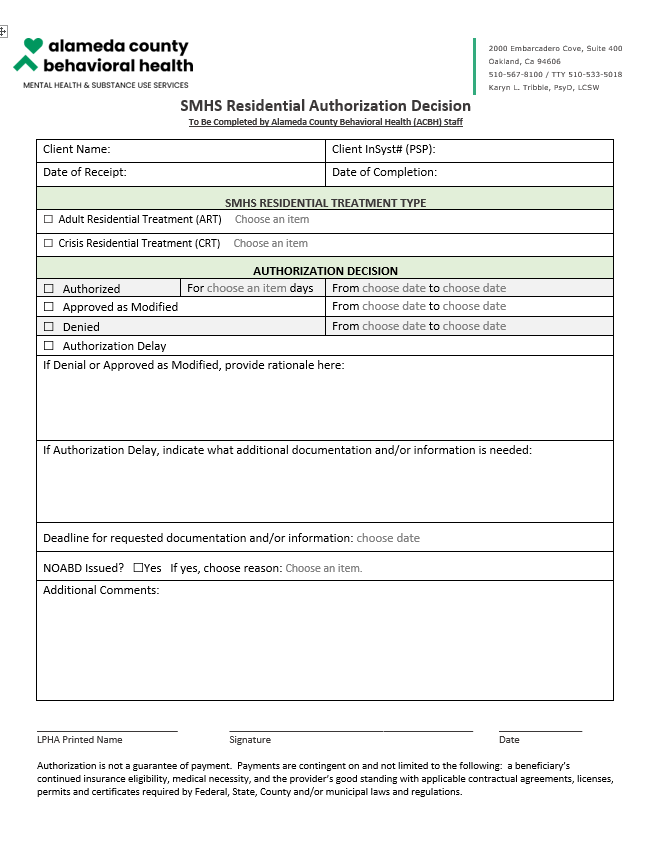 alameda county
behavioral health
MENTAL HEALTH & SUBSTANCE USE SERVICES
2000 Embarcadero Cove, Suite 400
Oakland, Ca 94606
510-567-8100 / TTY 510-533-5018
Karyn L. Tribble, PsyD, LCSW
SMHS Residential Authorization Decision
To Be Completed by Alameda County Behavioral Health (ACBH) Staff
Client Name: Client InSyst# (PSP):
Date of Receipt: Date of Completion:
SMHS RESIDENTIAL TREATMENT TYPE
☐ Adult Residential Treatment (ART) Choose an item
☐ Crisis Residential Treatment (CRT) Choose an item
AUTHORIZATION DECISION
☐ Authorized For choose an item days From choose date to choose date
☐ Approved as Modified From choose date to choose date
☐ Denied From choose date to choose date
☐ Authorization Delay
If Denial or Approved as Modified, provide rationale here:
If Authorization Delay, indicate what additional documentation and/or information is needed:
Deadline for requested documentation and/or information: choose date
NOABD Issued? ☐Yes If yes, choose reason: Choose an item.
Additional Comments:
LPHA Printed Name Signature Date
Authorization is not a guarantee of payment. Payments are contingent on and not limited to the following: a beneficiary's
continued insurance eligibility, medical necessity, and the provider's good standing with applicable contractual agreements, licenses,
permits and certificates required by Federal, State, County and/or municipal laws and regulations.